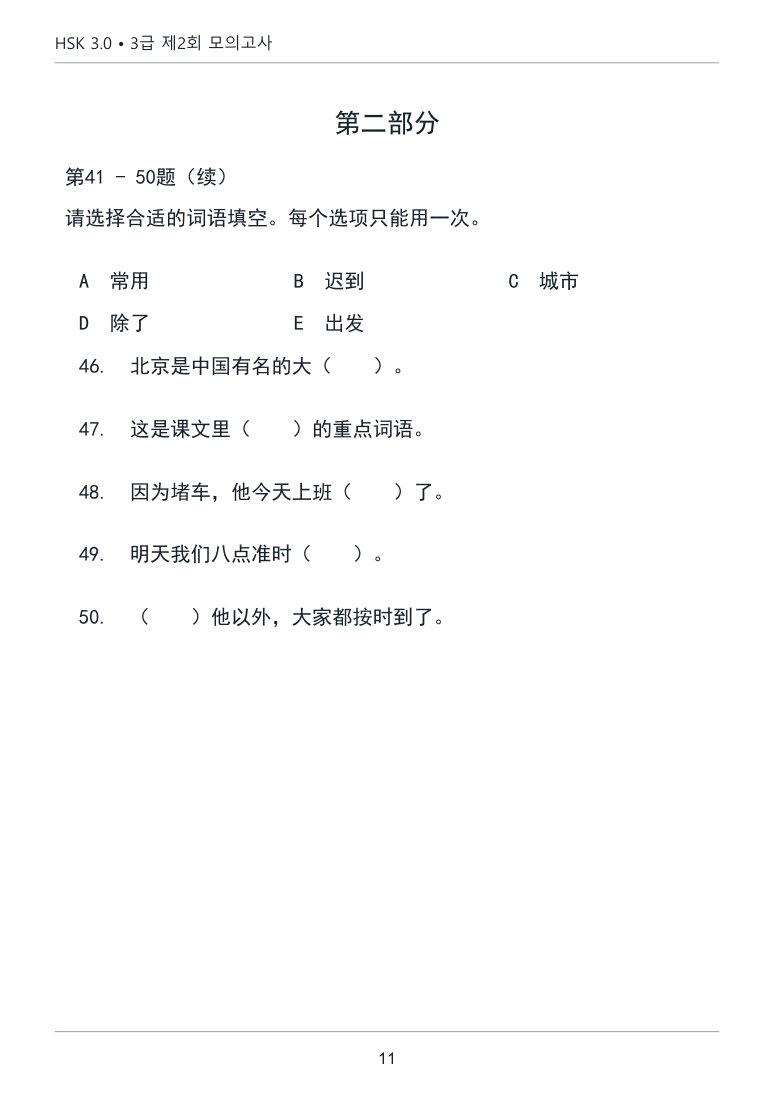 HSK 3.0 • 3급 제2회 모의고사
第二部分
第41 - 50题（续）
请选择合适的词语填空。每个选项只能用一次。
A 常用 B 迟到 C 城市
D 除了 E 出发
46. 北京是中国有名的大（　　）。
47. 这是课文里（　　）的重点词语。
48. 因为堵车，他今天上班（　　）了。
49. 明天我们八点准时（　　）。
50. （　　）他以外，大家都按时到了。
11